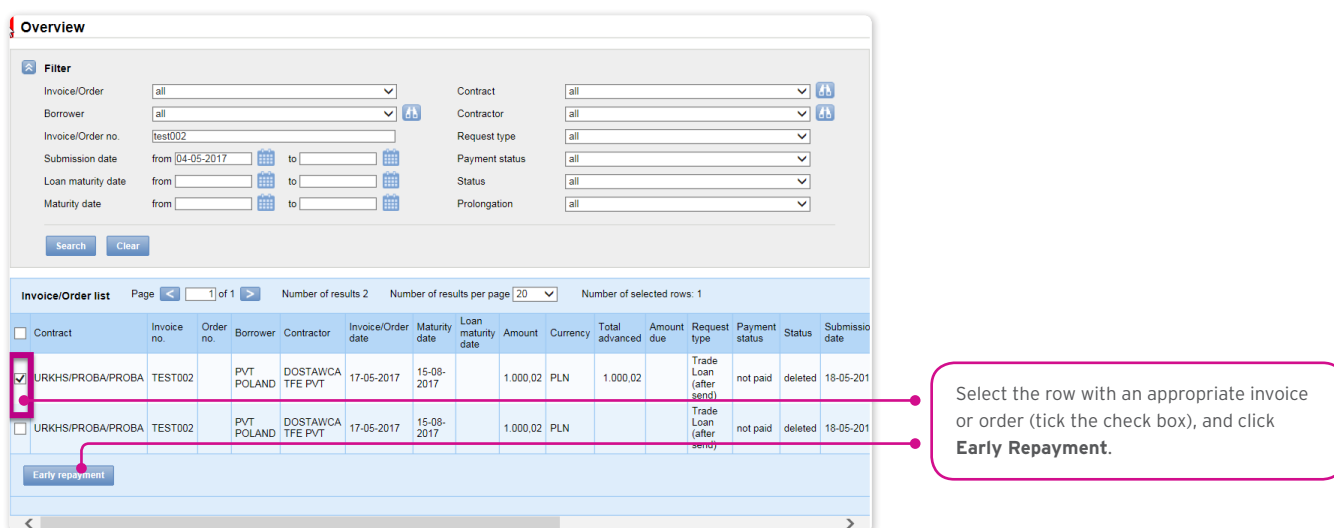 Overview
Filter
Invoice/Order all Contract all
Borrower all Contractor all
Invoice/Order no. test002 Request type all
Submission date from 04-05-2017 to Payment status all
Loan maturity date from to Status all
Maturity date from to Prolongation all
Search Clear
Invoice/Order list Page < 1 of 1 > Number of results 2 Number of results per page 20 Number of selected rows: 1
Contract Invoice no. Order no. Borrower Contractor Invoice/Order date Maturity date Loan maturity date Amount Currency Total advanced Amount due Request type Payment status Status Submissio date
URKHS/PROBA/PROBA TEST002 PVT POLAND DOSTAWCA TFE PVT 17-05-2017 15-08-2017 1.000,02 PLN 1.000,02 Trade Loan (after send) not paid deleted 18-05-201
URKHS/PROBA/PROBA TEST002 PVT POLAND DOSTAWCA TFE PVT 17-05-2017 15-08-2017 1.000,02 PLN Trade Loan (after send) not paid deleted 18-05-201
Early repayment
Select the row with an appropriate invoice
or order (tick the check box), and click
Early Repayment.